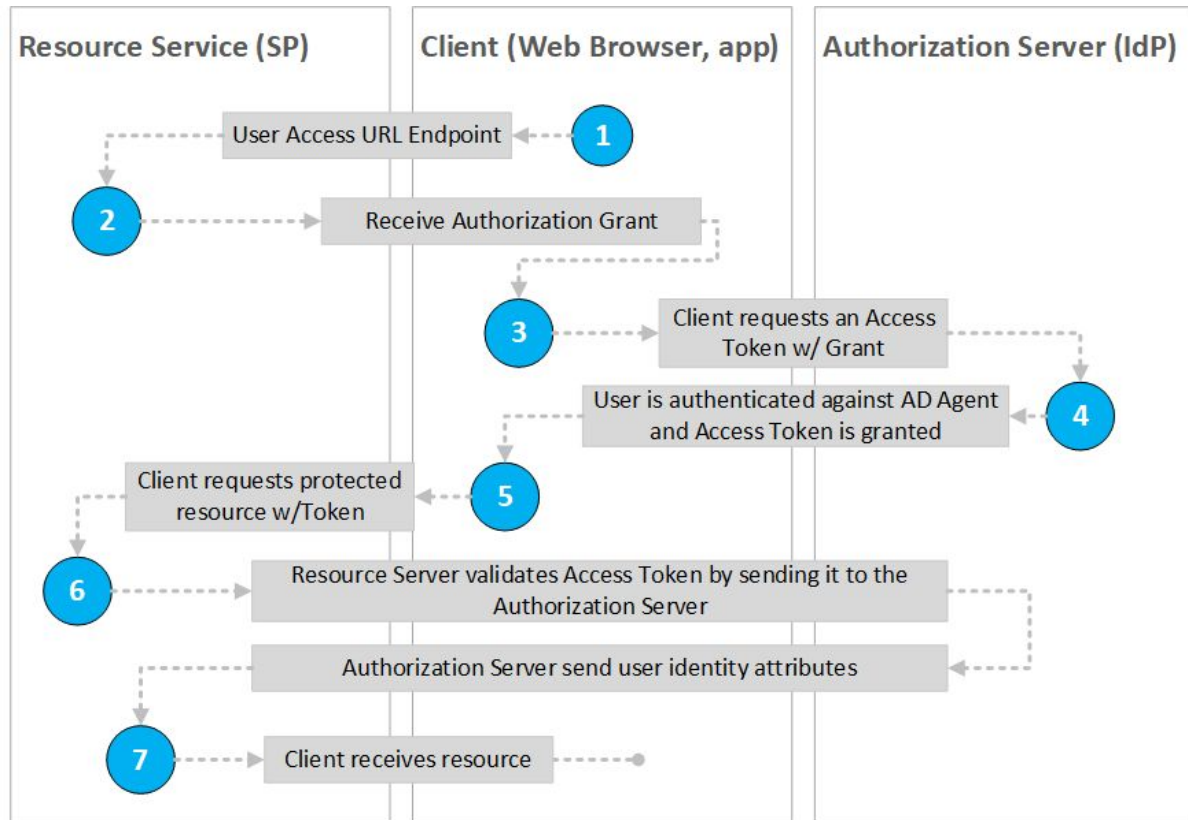 Resource Service (SP)
Client (Web Browser, app)
Authorization Server (IdP)
User Access URL Endpoint
1
2
Receive Authorization Grant
3
Client requests an Access
Token w/ Grant
User is authenticated against AD Agent
and Access Token is granted
4
Client requests protected
resource w/Token
5
6
Resource Server validates Access Token by sending it to the
Authorization Server
Authorization Server send user identity attributes
7
Client receives resource